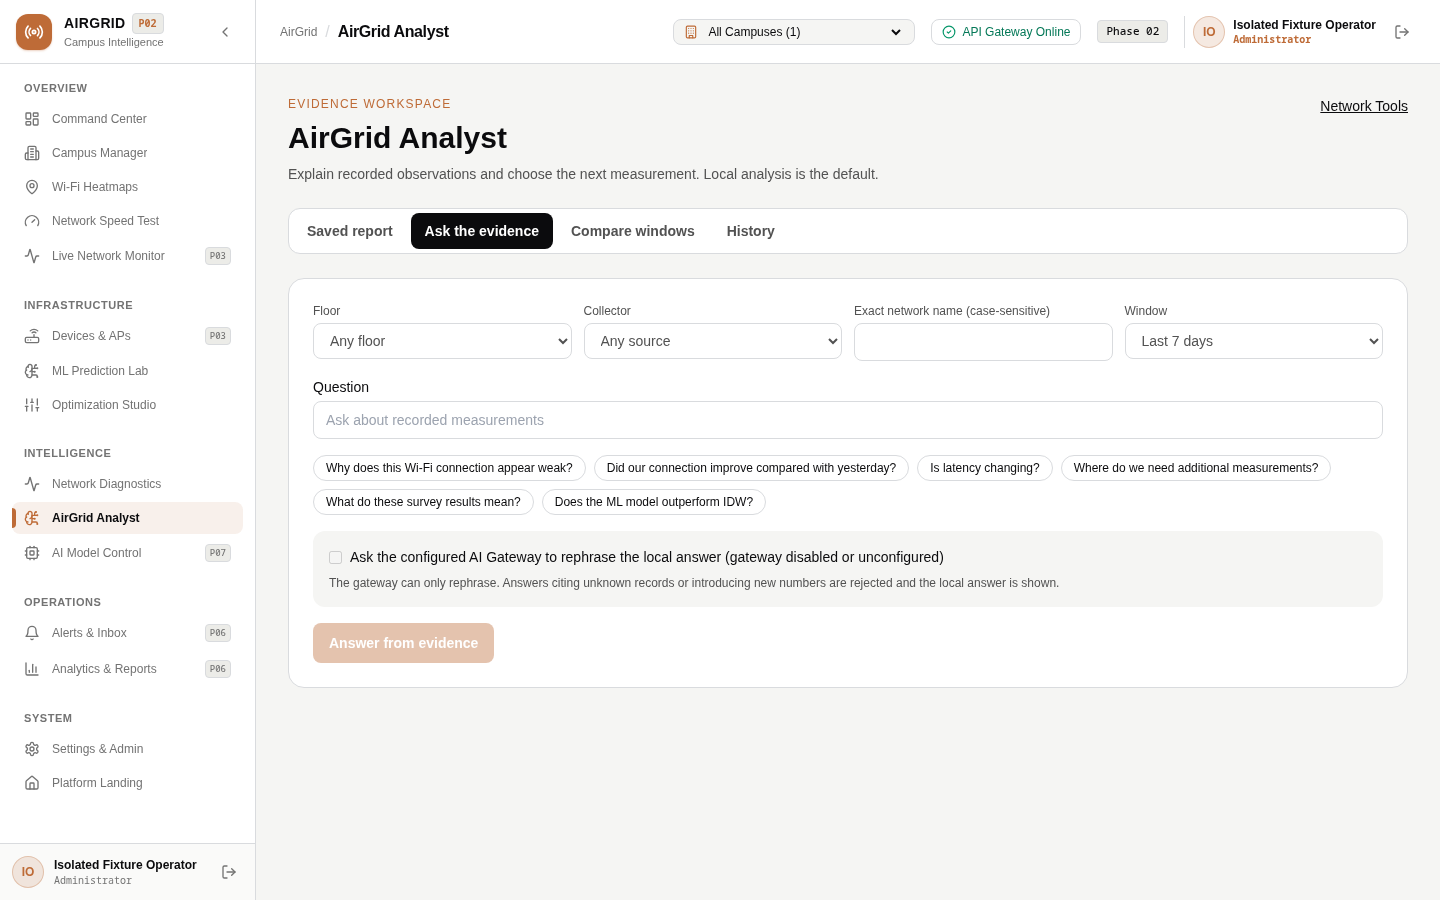 AIRGRID P02
Campus Intelligence
AirGrid / AirGrid Analyst
All Campuses (1)
API Gateway Online
Phase 02
IO
Isolated Fixture Operator
Administrator
OVERVIEW
Command Center
Campus Manager
Wi-Fi Heatmaps
Network Speed Test
Live Network Monitor P03
INFRASTRUCTURE
Devices & APs P03
ML Prediction Lab
Optimization Studio
INTELLIGENCE
Network Diagnostics
AirGrid Analyst
AI Model Control P07
OPERATIONS
Alerts & Inbox P06
Analytics & Reports P06
SYSTEM
Settings & Admin
Platform Landing
IO
Isolated Fixture Operator
Administrator
EVIDENCE WORKSPACE
Network Tools
AirGrid Analyst
Explain recorded observations and choose the next measurement. Local analysis is the default.
Saved report Ask the evidence Compare windows History
Floor Collector Exact network name (case-sensitive) Window
Any floor Any source Last 7 days
Question
Ask about recorded measurements
Why does this Wi-Fi connection appear weak? Did our connection improve compared with yesterday? Is latency changing? Where do we need additional measurements?
What do these survey results mean? Does the ML model outperform IDW?
Ask the configured AI Gateway to rephrase the local answer (gateway disabled or unconfigured)
The gateway can only rephrase. Answers citing unknown records or introducing new numbers are rejected and the local answer is shown.
Answer from evidence